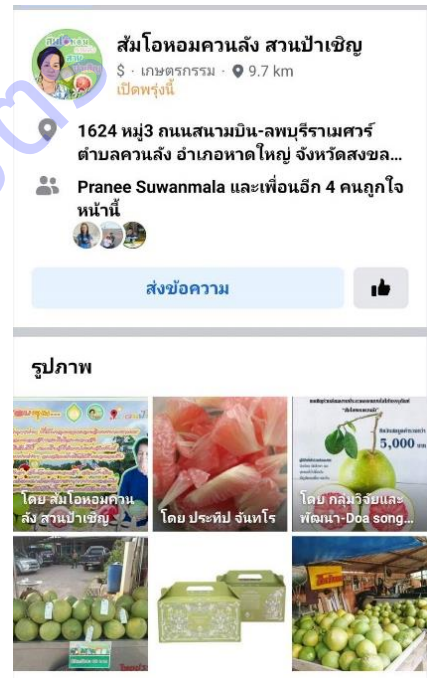 ส้มโอหอมควนลัง สวนป้าเชิญ
$ · เกษตรกรรม · 9.7 km
เปิดพรุ่งนี้
1624 หมู่3 ถนนสนามบิน-ลพบุรีราเมศวร์
ตำบลควนลัง อำเภอหาดใหญ่ จังหวัดสงขล...
Pranee Suwanmala และเพื่อนอีก 4 คนถูกใจ
หน้านี้
ส่งข้อความ
รูปภาพ
โดย ส้มโอหอมควน
ลัง สวนป้าเชิญ
โดย ประทีป จันทโร
5,000
โดย กลุ่มวิจัยและ
พัฒนา-Doa song...